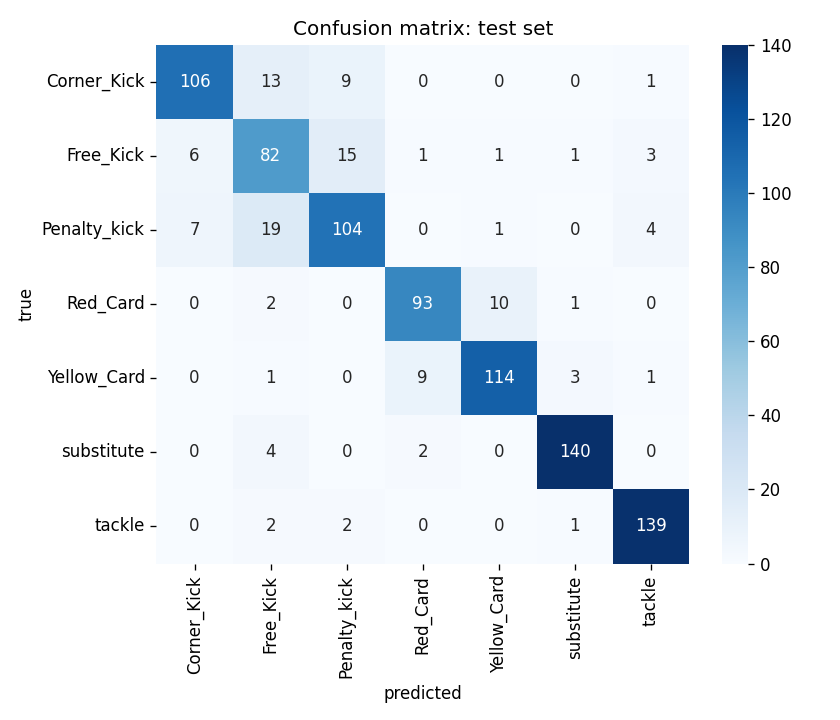 Confusion matrix: test set
Corner_Kick 106 13 9 0 0 0 1
Free_Kick 6 82 15 1 1 1 3
Penalty_kick 7 19 104 0 1 0 4
Red_Card 0 2 0 93 10 1 0
Yellow_Card 0 1 0 9 114 3 1
substitute 0 4 0 2 0 140 0
tackle 0 2 2 0 0 1 139
true
Corner_Kick Free_Kick Penalty_kick Red_Card Yellow_Card substitute tackle
predicted
140
120
100
80
60
40
20
0